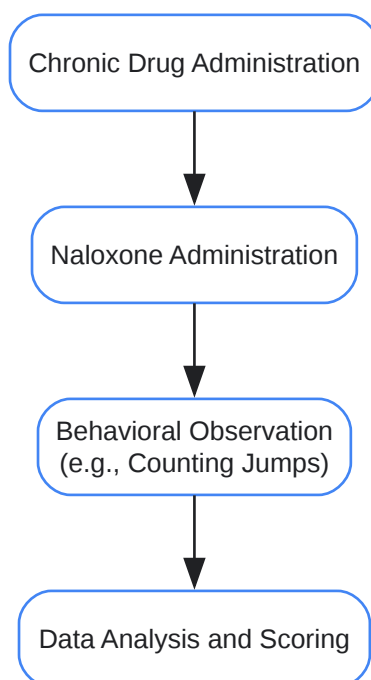 Chronic Drug Administration
Naloxone Administration
Behavioral Observation
(e.g., Counting Jumps)
Data Analysis and Scoring